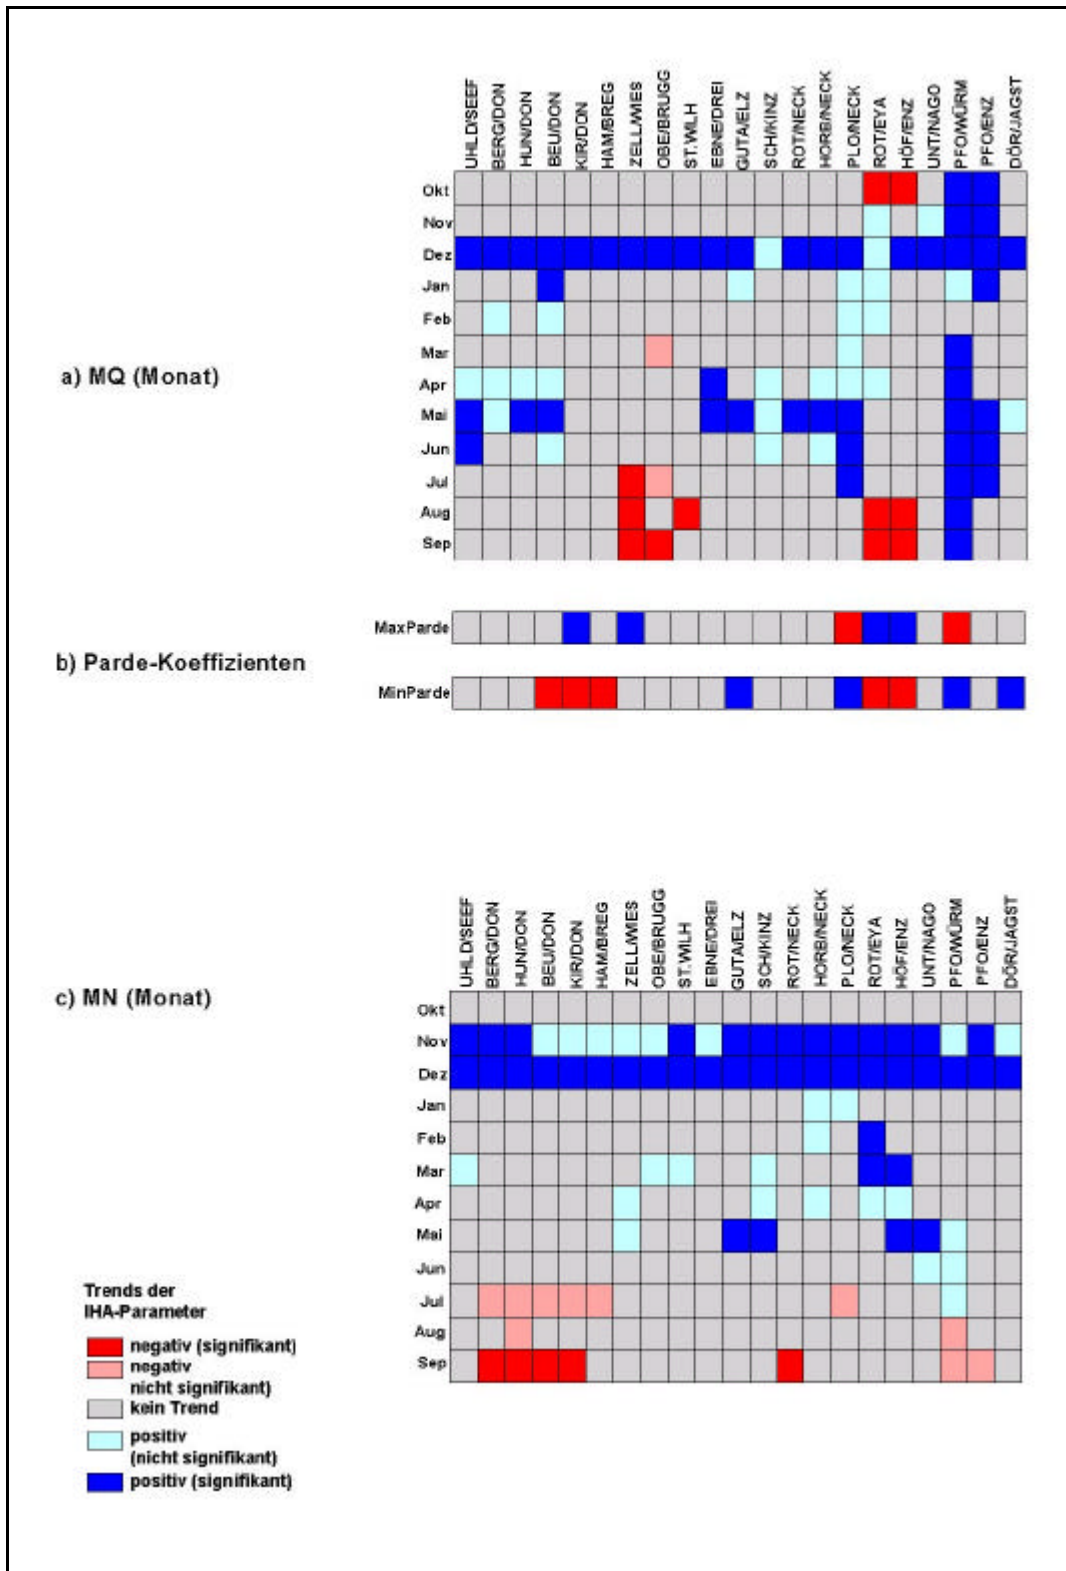 UHLD/SEEF
BERG/DON
HUN/DON
BEU/DON
KIR/DON
HAM/BREG
ZELL/WIES
OBE/BRUGG
ST.WILH
EBNE/DREI
GUTA/ELZ
SCH/KINZ
ROT/NECK
HORB/NECK
PLO/NECK
ROT/EYA
HÖF/ENZ
UNT/NAGO
PFO/WÜRM
PFO/ENZ
DÖR/JAGST
a) MQ (Monat)
Okt
Nov
Dez
Jan
Feb
Mar
Apr
Mai
Jun
Jul
Aug
Sep
b) Parde-Koeffizienten
MaxParde
MinParde
UHLD/SEEF
BERG/DON
HUN/DON
BEU/DON
KIR/DON
HAM/BREG
ZELL/WIES
OBE/BRUGG
ST.WILH
EBNE/DREI
GUTA/ELZ
SCH/KINZ
ROT/NECK
HORB/NECK
PLO/NECK
ROT/EYA
HÖF/ENZ
UNT/NAGO
PFO/WÜRM
PFO/ENZ
DÖR/JAGST
c) MN (Monat)
Okt
Nov
Dez
Jan
Feb
Mar
Apr
Mai
Jun
Jul
Aug
Sep
Trends der
IHA-Parameter
negativ (signifikant)
negativ
nicht signifikant)
kein Trend
positiv
(nicht signifikant)
positiv (signifikant)